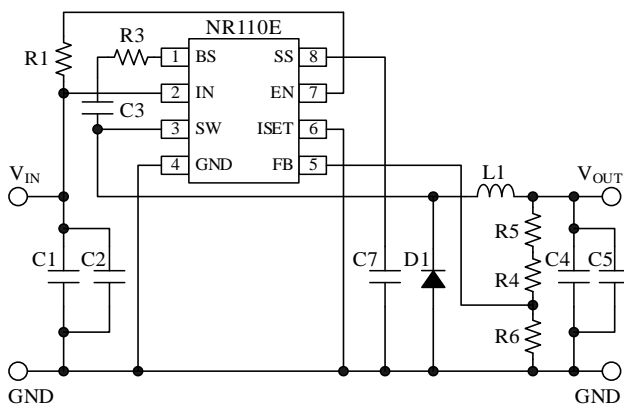 NR110E
R1
R3
1 BS SS 8
2 IN EN 7
C3
3 SW ISET 6
4 GND FB 5
VIN
L1
VOUT
R5
C1 C2
C7 D1
R4
C4 C5
R6
GND
GND